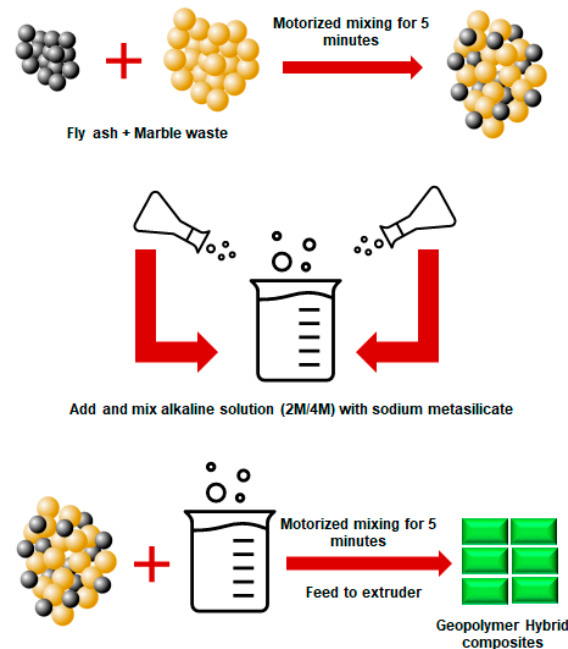 Motorized mixing for 5
minutes
Fly ash + Marble waste
Add and mix alkaline solution (2M/4M) with sodium metasilicate
Motorized mixing for 5
minutes
Feed to extruder
Geopolymer Hybrid
composites